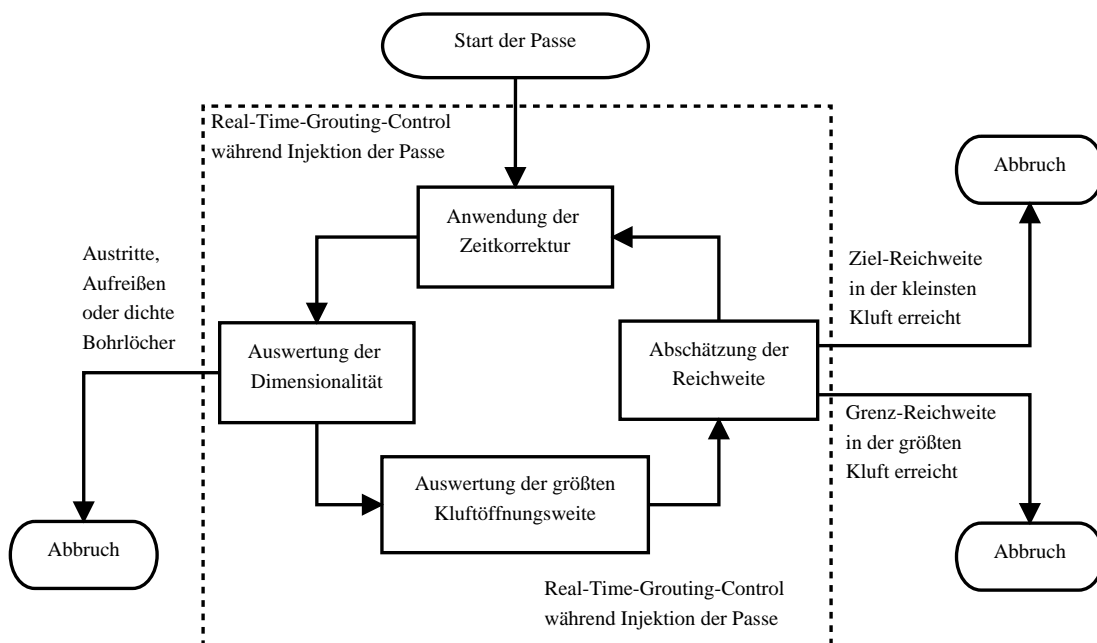 Start der Passe
Real-Time-Grouting-Control
während Injektion der Passe
Abbruch
Anwendung der
Zeitkorrektur
Austritte,
Aufreißen
oder dichte
Bohrlöcher
Ziel-Reichweite
in der kleinsten
Kluft erreicht
Auswertung der
Dimensionalität
Abschätzung der
Reichweite
Grenz-Reichweite
in der größten
Kluft erreicht
Auswertung der größten
Kluftöffnungsweite
Abbruch
Abbruch
Real-Time-Grouting-Control
während Injektion der Passe